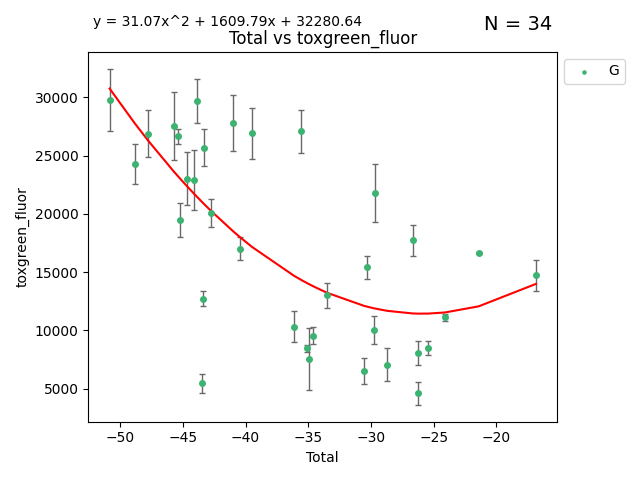 y = 31.07x^2 + 1609.79x + 32280.64
N = 34
Total vs toxgreen_fluor
G
30000
25000
20000
15000
10000
5000
toxgreen_fluor
−50
−45
−40
−35
−30
−25
−20
Total